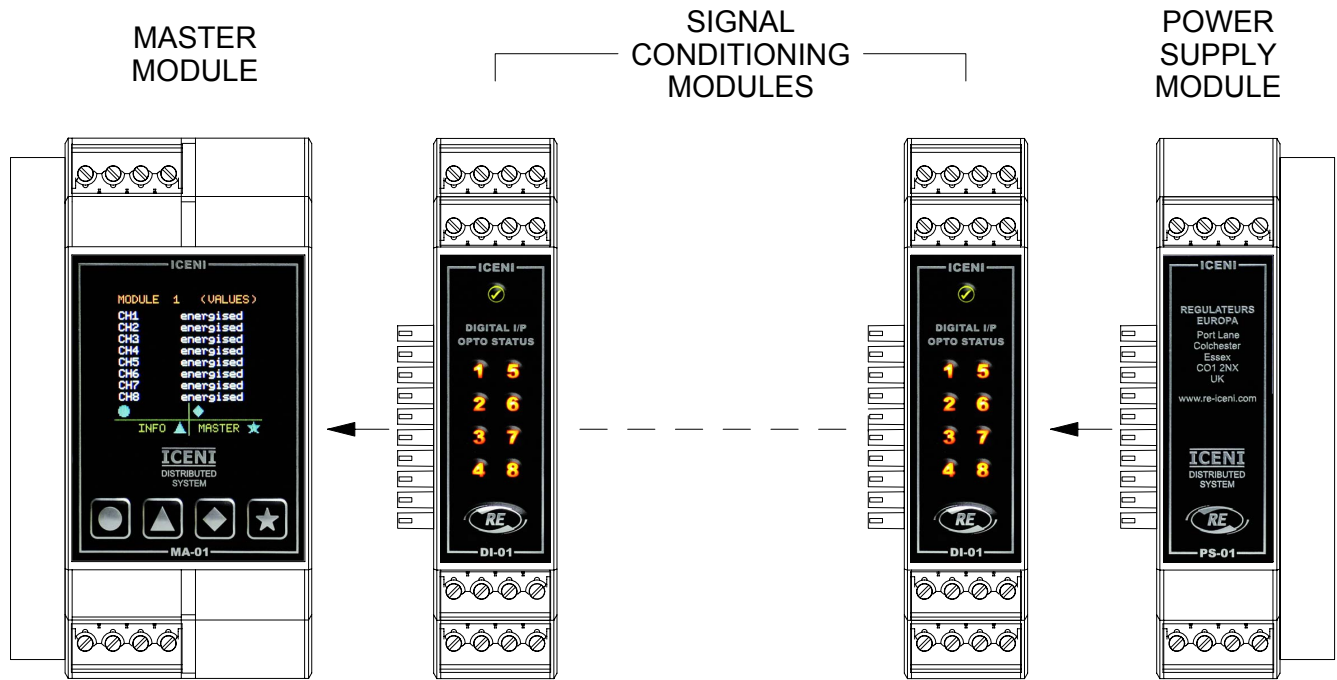 MASTER
MODULE
SIGNAL
CONDITIONING
MODULES
POWER
SUPPLY
MODULE
ICENI
MODULE 1 (VALUES)
CH1 energised
CH2 energised
CH3 energised
CH4 energised
CH5 energised
CH6 energised
CH7 energised
CH8 energised
INFO MASTER
ICENI
DISTRIBUTED
SYSTEM
MA-01
ICENI
DIGITAL I/P
OPTO STATUS
1 5
2 6
3 7
4 8
RE
DI-01
ICENI
DIGITAL I/P
OPTO STATUS
1 5
2 6
3 7
4 8
RE
DI-01
ICENI
REGULATEURS
EUROPA
Port Lane
Colchester
Essex
CO1 2NX
UK
www.re-iceni.com
ICENI
DISTRIBUTED
SYSTEM
RE
PS-01